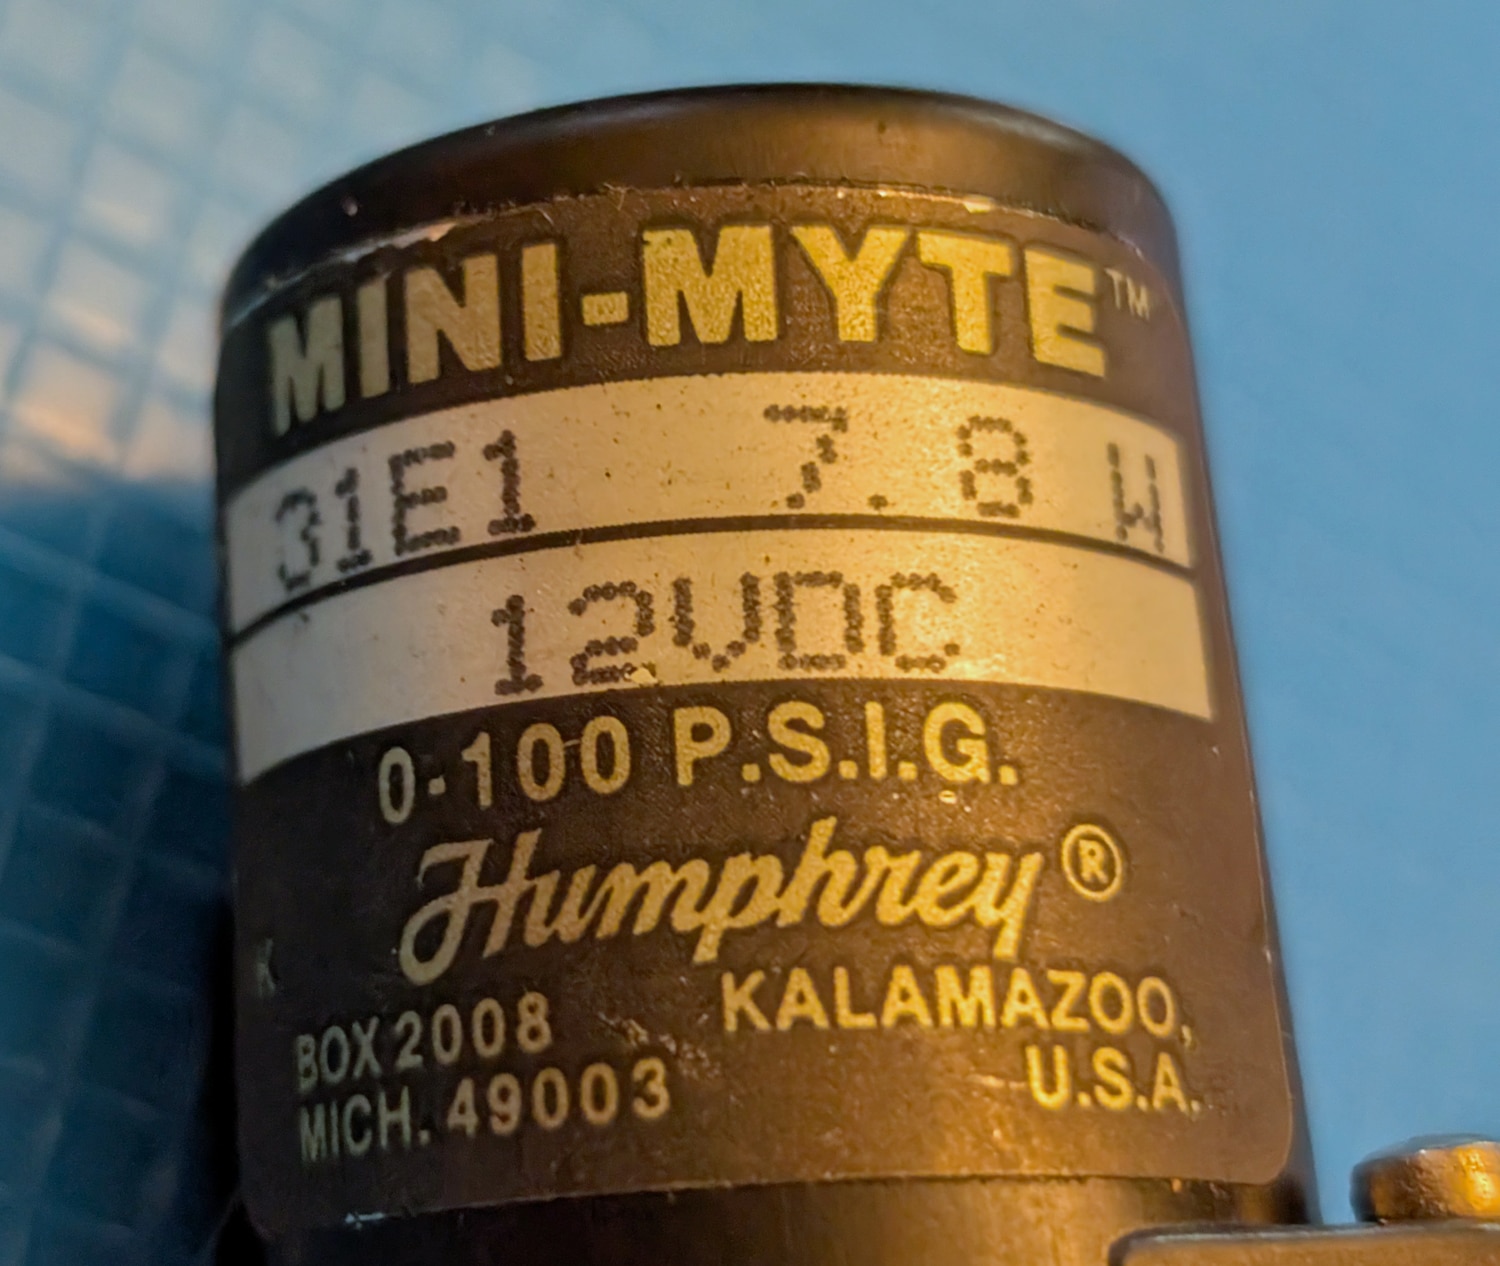 MINI-MYTE™
31E1 7.8 W
12VDC
0-100 P.S.I.G.
Humphrey®
K
BOX 2008 KALAMAZOO,
MICH. 49003 U.S.A.